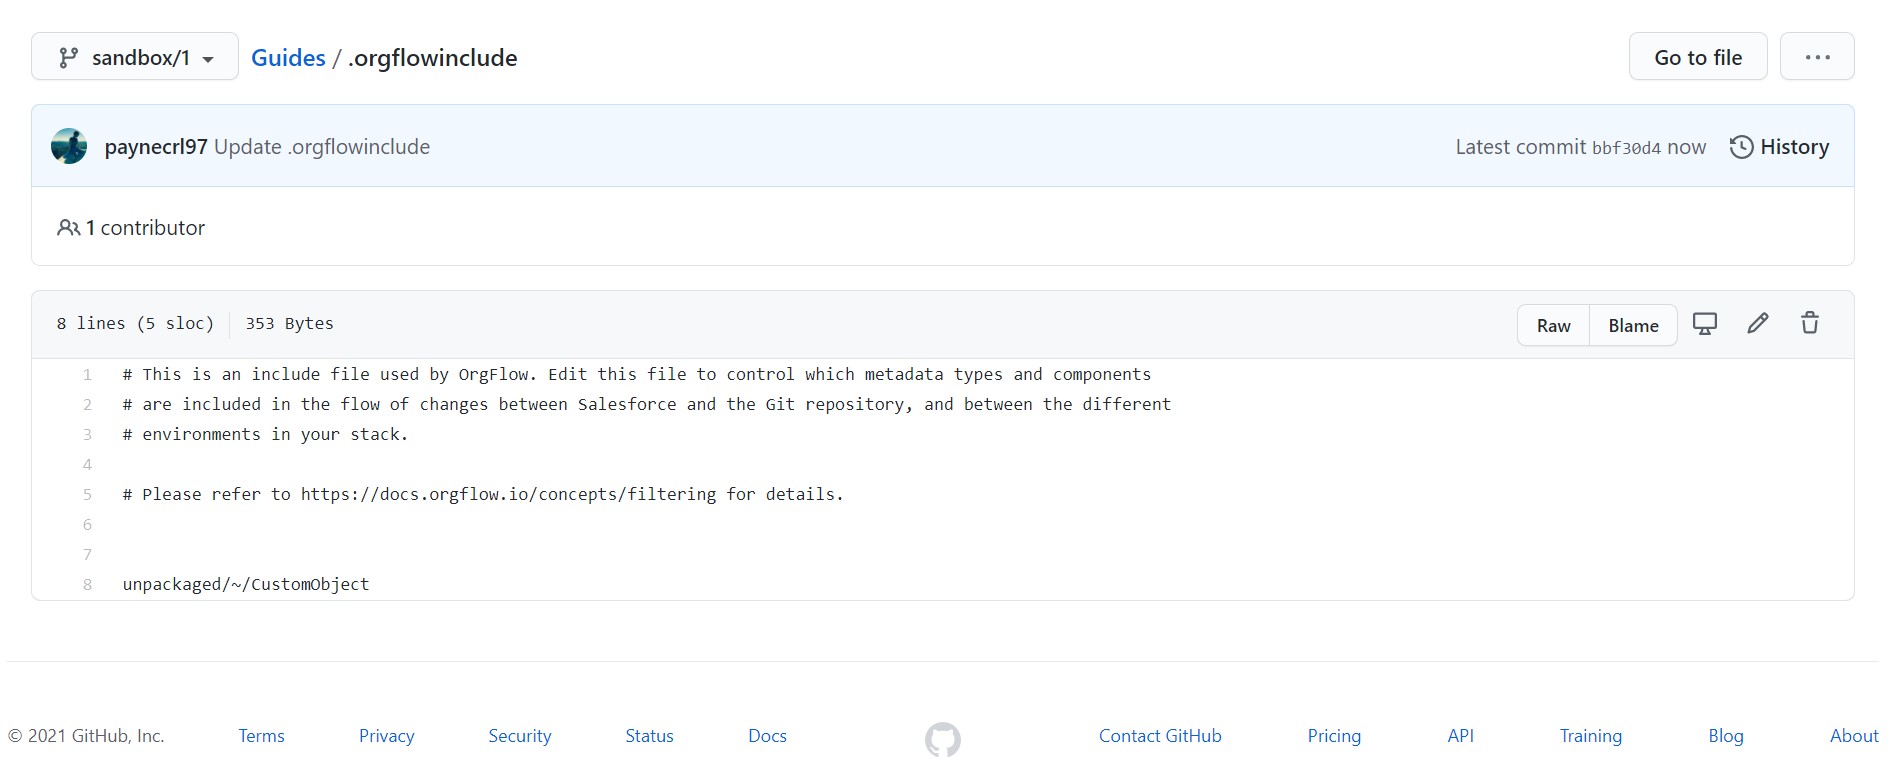 sandbox/1 Guides / .orgflowinclude Go to file ...
paynecrl97 Update .orgflowinclude Latest commit bbf30d4 now History
1 contributor
8 lines (5 sloc) 353 Bytes Raw Blame
1 # This is an include file used by OrgFlow. Edit this file to control which metadata types and components
2 # are included in the flow of changes between Salesforce and the Git repository, and between the different
3 # environments in your stack.
4
5 # Please refer to https://docs.orgflow.io/concepts/filtering for details.
6
7
8 unpackaged/~/CustomObject
© 2021 GitHub, Inc. Terms Privacy Security Status Docs Contact GitHub Pricing API Training Blog About